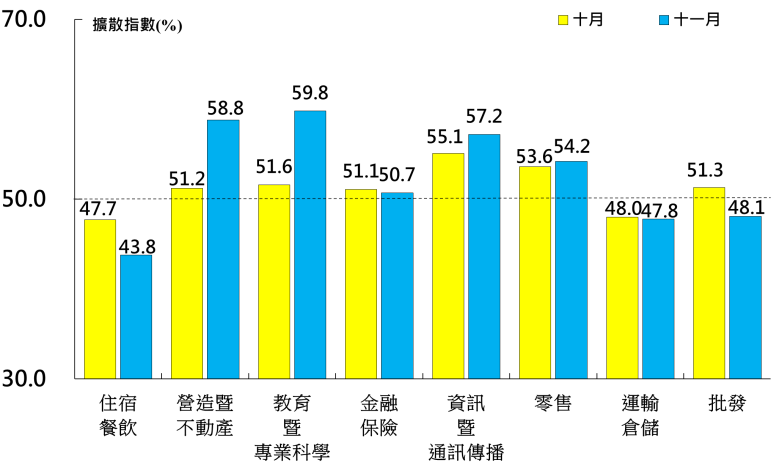 70.0
擴散指數(%)
十月
十一月
59.8
58.8
57.2
55.1
54.2
53.6
51.2
51.6
51.1
50.7
51.3
50.0
47.7
48.0
47.8
48.1
43.8
30.0
住宿
餐飲
營造暨
不動產
教育
暨
專業科學
金融
保險
資訊
暨
通訊傳播
零售
運輸
倉儲
批發